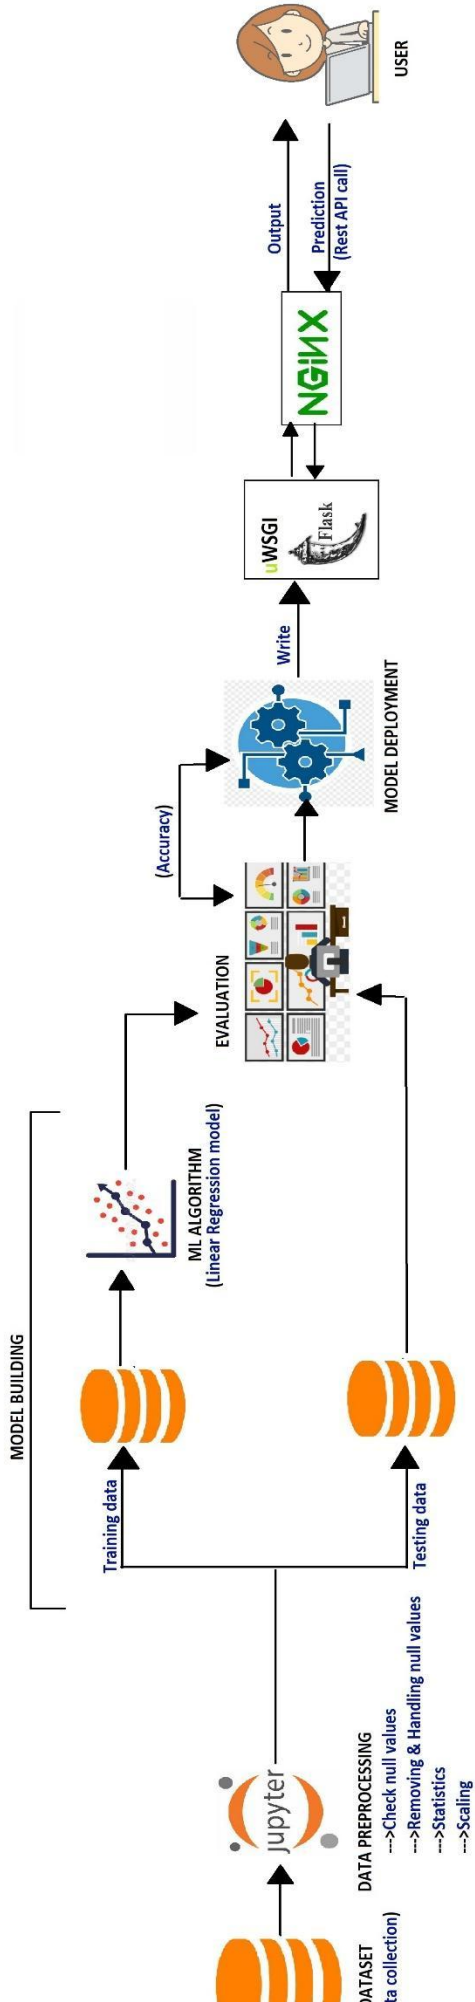 DATASET
ta collection)
jupyter
DATA PREPROCESSING
--->Check null values
--->Removing & Handling null values
--->Statistics
--->Scaling
MODEL BUILDING
Training data
Testing data
ML ALGORITHM
(Linear Regression model)
EVALUATION
(Accuracy)
MODEL DEPLOYMENT
Write
uWSGI
Flask
NGINX
Output
Prediction
(Rest API call)
USER